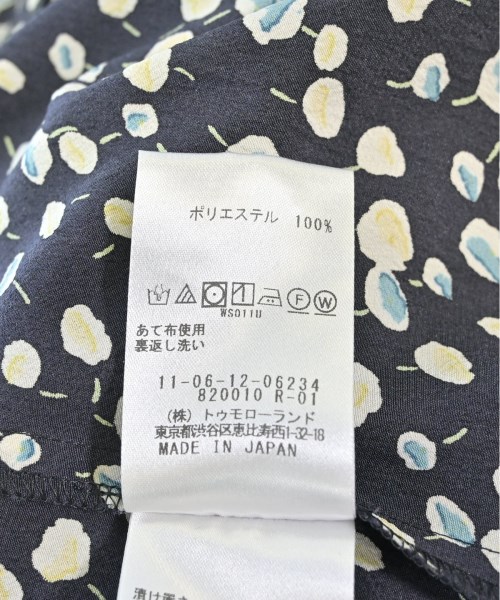 ポリエステル 100%
F W
WS011U
あて布使用
裏返し洗い
11-06-12-06234
820010 R-01
(株) トゥモローランド
東京都渋谷区恵比寿西1-32-18
MADE IN JAPAN